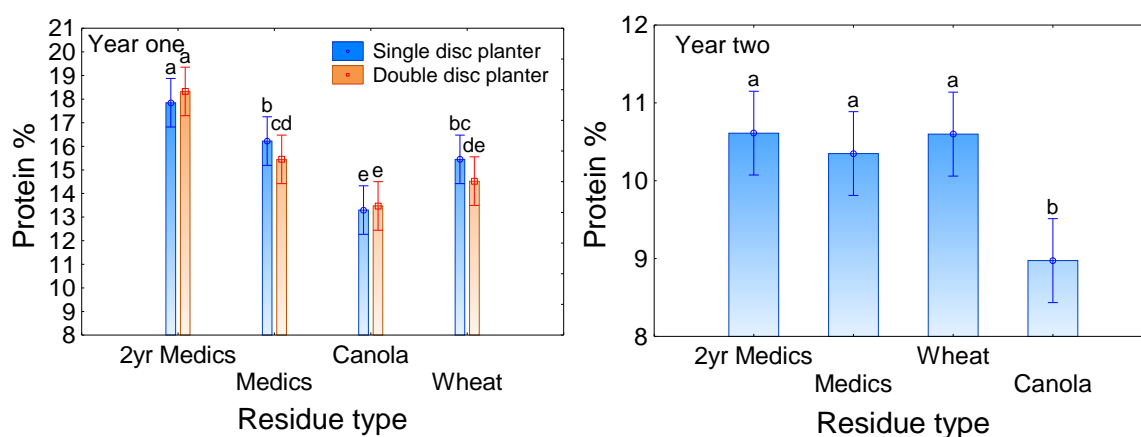 Year one
Single disc planter
Double disc planter
21
20
19
18
17
16
15
14
13
12
11
10
9
8
Protein %
a a
b
cd
e e
bc
de
2yr Medics
Medics
Canola
Wheat
Residue type
Year two
12
11
10
9
8
Protein %
a
a
a
b
2yr Medics
Medics
Wheat
Canola
Residue type